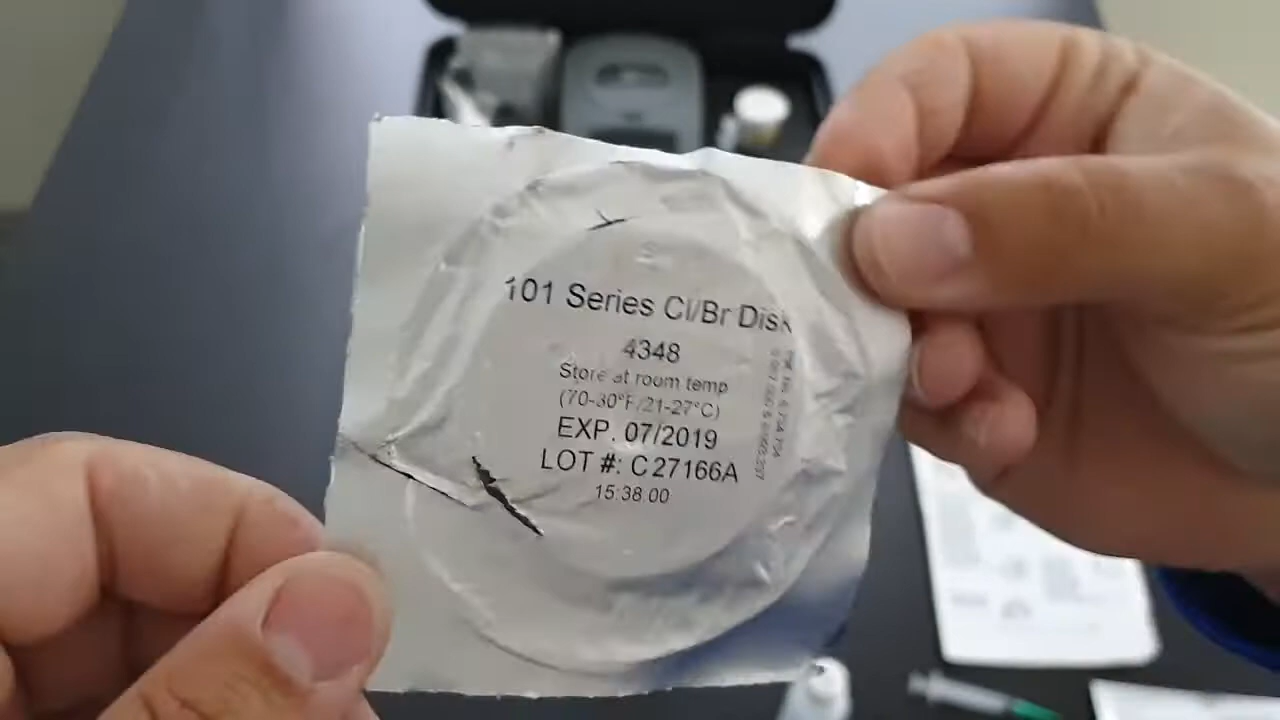 101 Series Cl/Br Disk
4348
Store at room temp
(70-80°F/21-27°C)
EXP. 07/2019
LOT #: C27166A
15:38:00